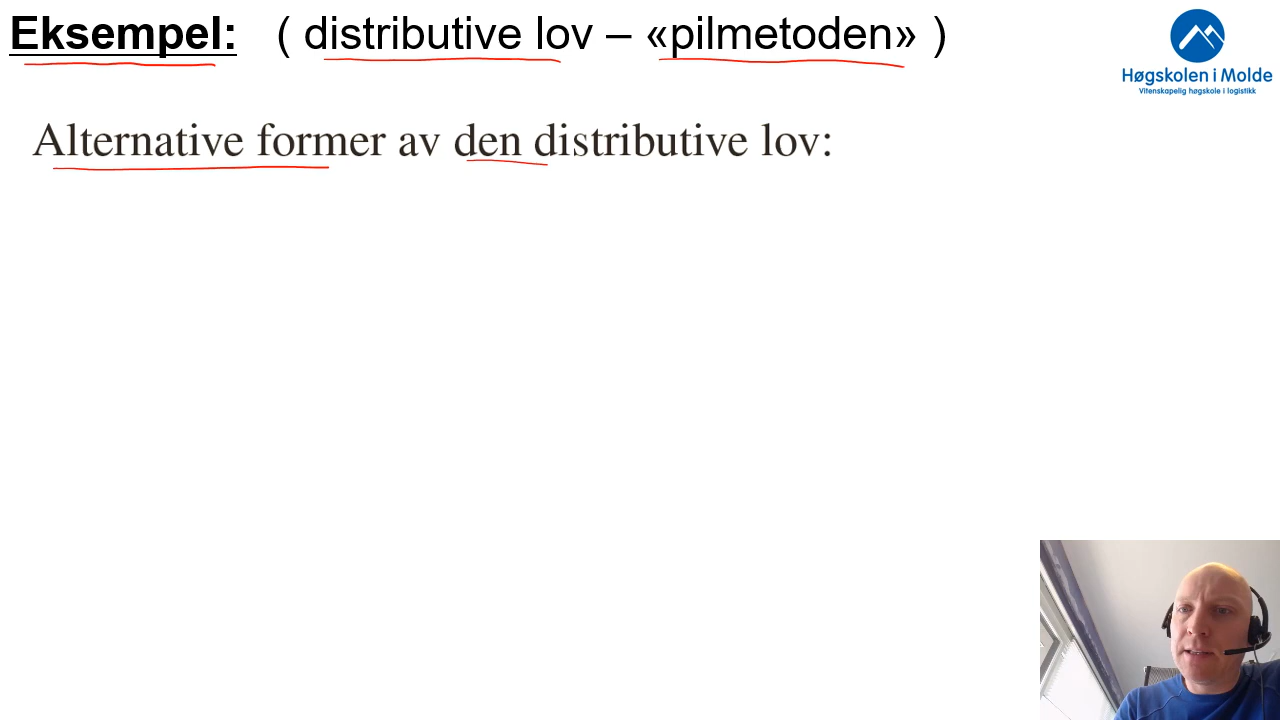 Eksempel: ( distributive lov – «pilmetoden» )
Høgskolen i Molde
Vitenskapelig høgskole i logistikk
Alternative former av den distributive lov: